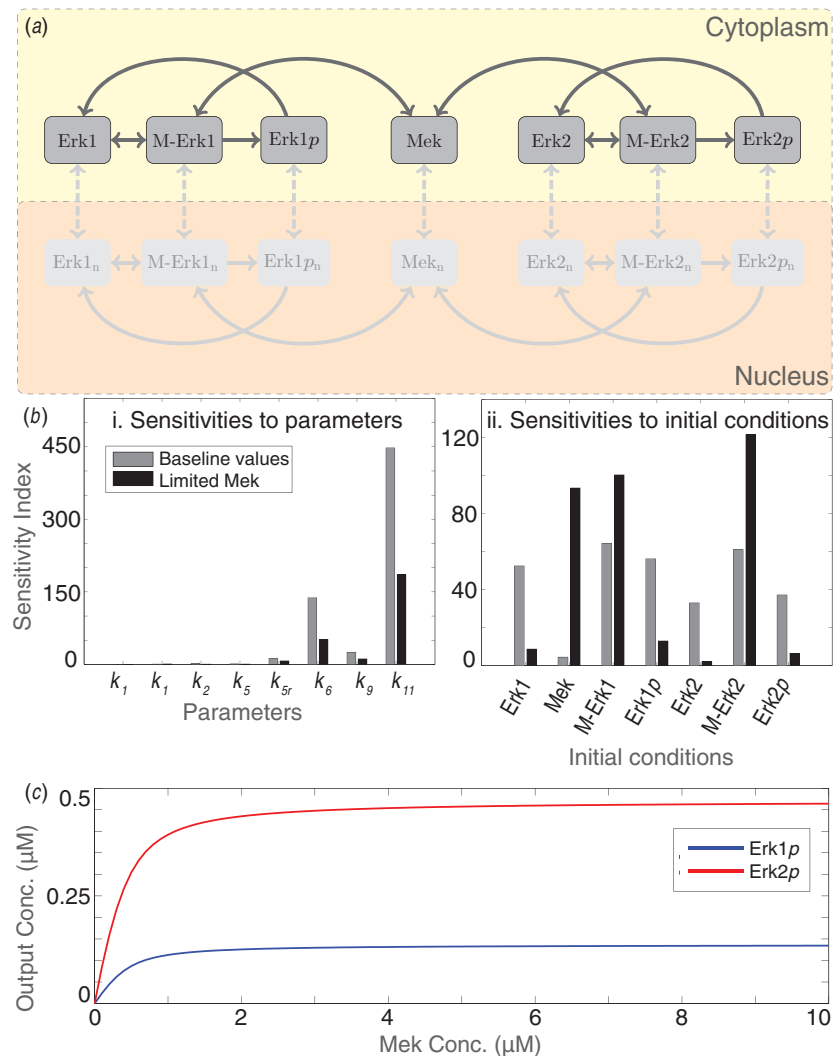 (a)
Cytoplasm
Erk1 M-Erk1 Erk1p Mek Erk2 M-Erk2 Erk2p
Erk1n M-Erk1n Erk1pn Mekn Erk2n M-Erk2n Erk2pn
Nucleus
(b)
i. Sensitivities to parameters
Baseline values
Limited Mek
Sensitivity Index
450
300
150
0
k1 k1 k2 k5 k5r k6 k9 k11
Parameters
ii. Sensitivities to initial conditions
120
80
40
0
Erk1 Mek M-Erk1 Erk1p Erk2 M-Erk2 Erk2p
Initial conditions
(c)
Output Conc. (µM)
0.5
0.25
0
Erk1p
Erk2p
0 2 4 6 8 10
Mek Conc. (µM)